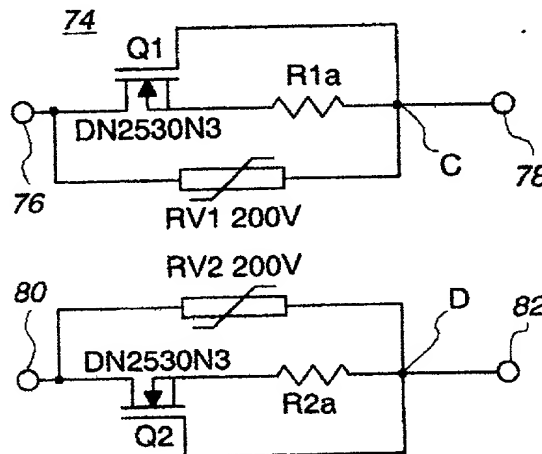 74
Q1
R1a
DN2530N3
C
76
78
RV1 200V
RV2 200V
80
D
82
DN2530N3
R2a
Q2